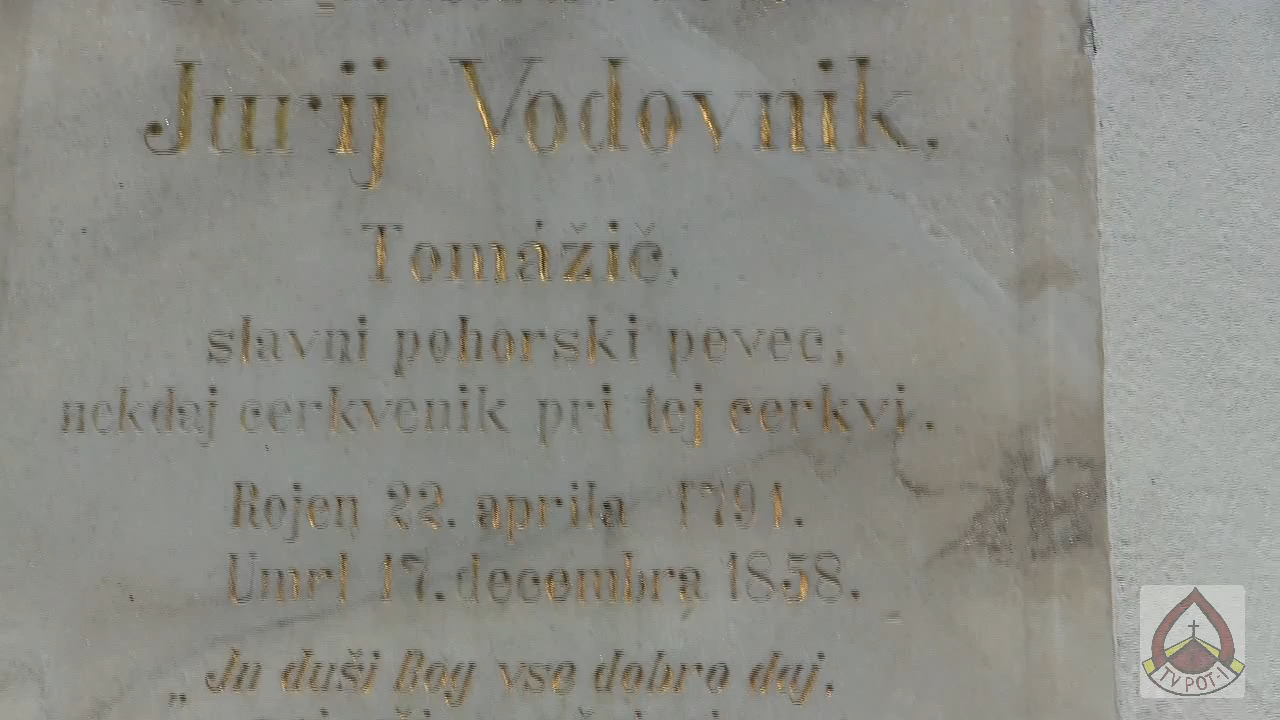 Jurij Vodovnik,
Tomážič,
slavni pohorski pevec,
nekdaj cerkvenik pri tej cerkvi.
Rojen 22. aprila 1791.
Umrl 17. decembra 1858.
„Ju duši Bog vse dobro daj,
TV POT-1